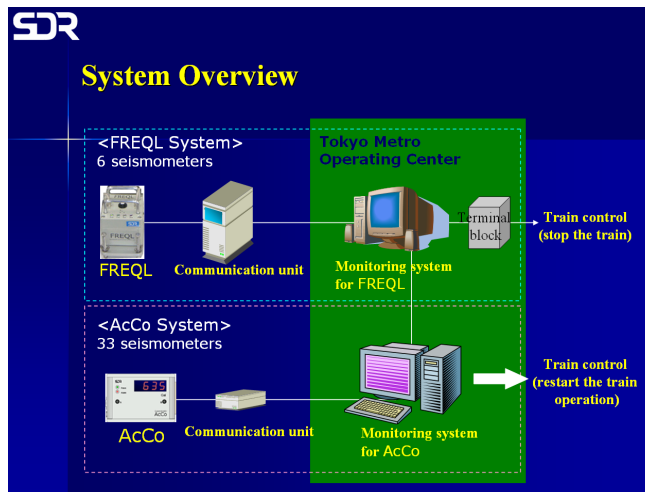 SDR
System Overview
<FREQL System>
6 seismometers
Tokyo Metro
Operating Center
FREQL
FREQL
Communication unit
Monitoring system
for FREQL
Terminal
block
Train control
(stop the train)
<AcCo System>
33 seismometers
635
AcCo
AcCo
Communication unit
Monitoring system
for AcCo
Train control
(restart the train
operation)